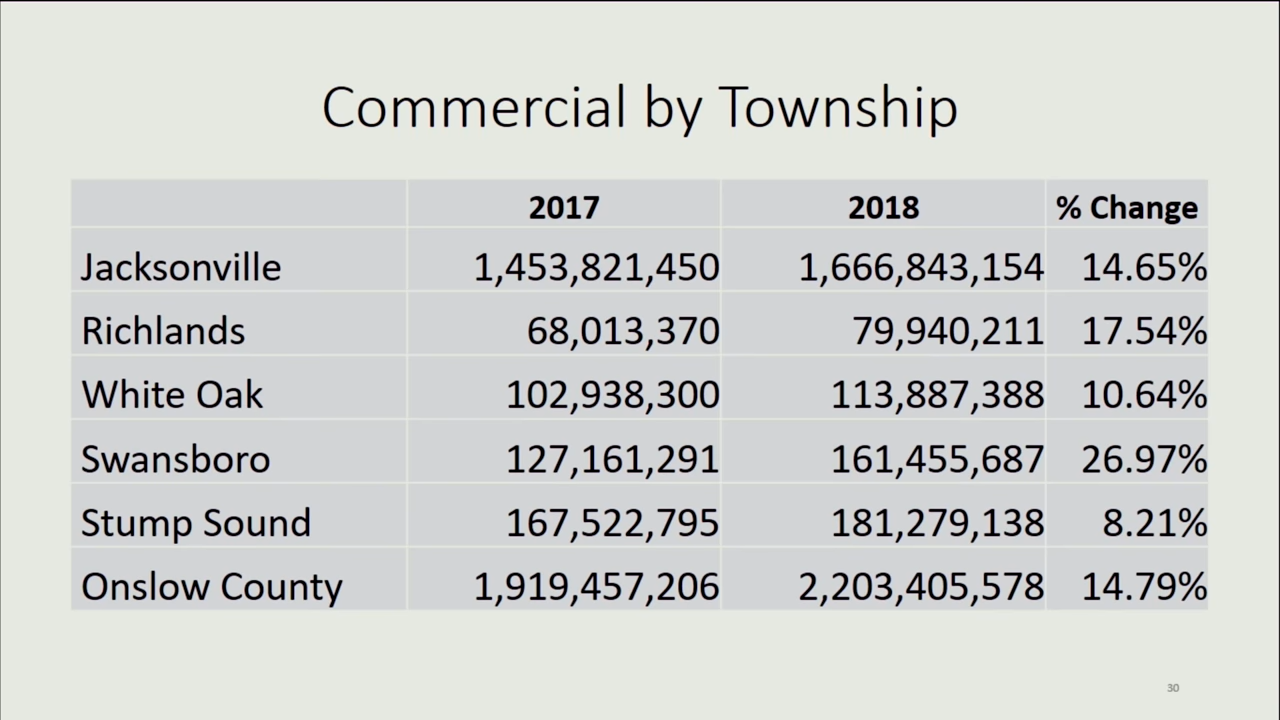 Commercial by Township
2017 2018 % Change
Jacksonville 1,453,821,450 1,666,843,154 14.65%
Richlands 68,013,370 79,940,211 17.54%
White Oak 102,938,300 113,887,388 10.64%
Swansboro 127,161,291 161,455,687 26.97%
Stump Sound 167,522,795 181,279,138 8.21%
Onslow County 1,919,457,206 2,203,405,578 14.79%
30